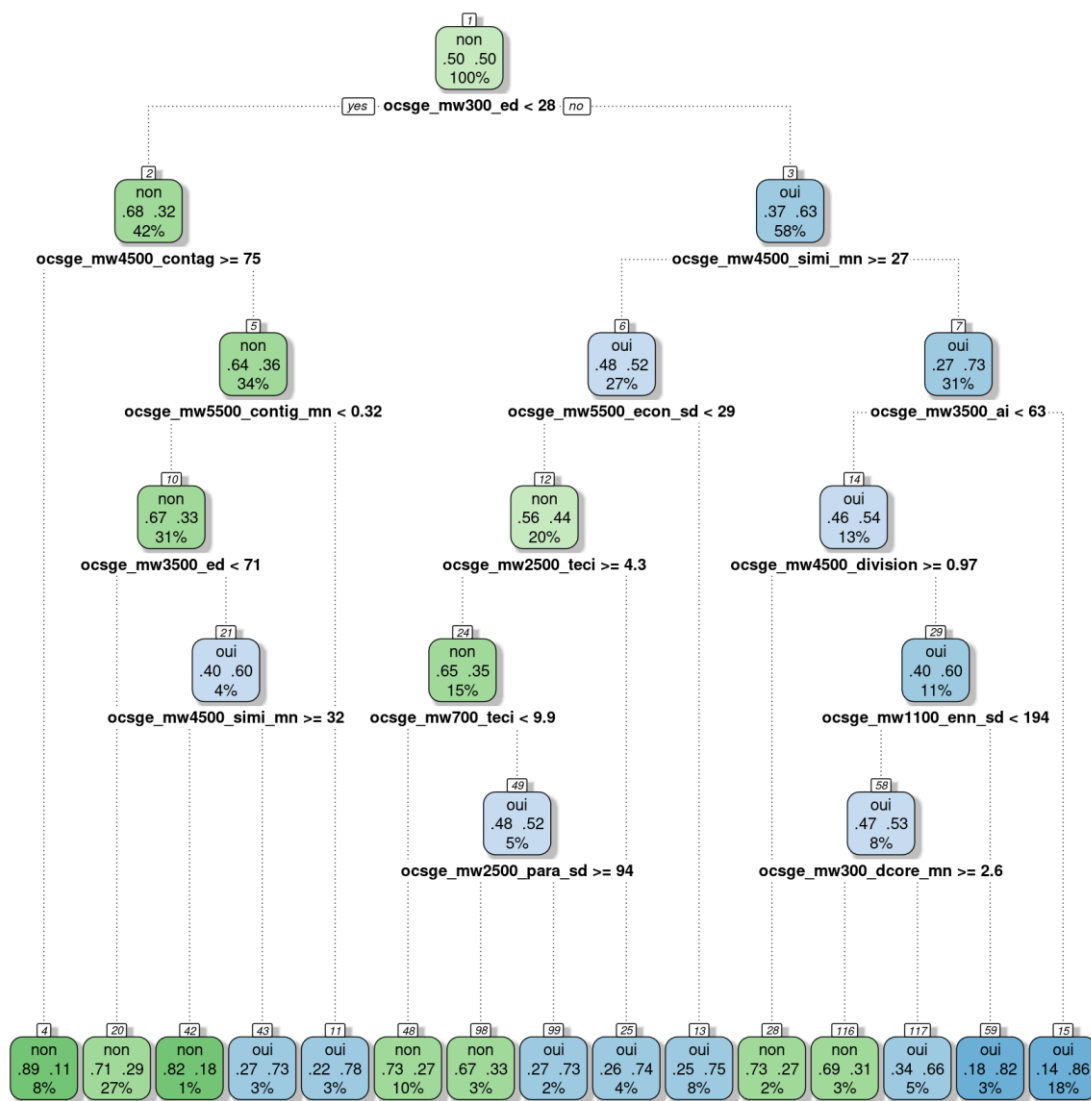 1
non
.50 .50
100%
yes ocsge_mw300_ed < 28 no
2
non
.68 .32
42%
ocsge_mw4500_contag >= 75
3
oui
.37 .63
58%
ocsge_mw4500_simi_mn >= 27
5
non
.64 .36
34%
ocsge_mw5500_contig_mn < 0.32
6
oui
.48 .52
27%
ocsge_mw5500_econ_sd < 29
7
oui
.27 .73
31%
ocsge_mw3500_ai < 63
10
non
.67 .33
31%
ocsge_mw3500_ed < 71
12
non
.56 .44
20%
ocsge_mw2500_teci >= 4.3
14
oui
.46 .54
13%
ocsge_mw4500_division >= 0.97
21
oui
.40 .60
4%
ocsge_mw4500_simi_mn >= 32
24
non
.65 .35
15%
ocsge_mw700_teci < 9.9
29
oui
.40 .60
11%
ocsge_mw1100_enn_sd < 194
49
oui
.48 .52
5%
ocsge_mw2500_para_sd >= 94
58
oui
.47 .53
8%
ocsge_mw300_dcore_mn >= 2.6
4
non
.89 .11
8%
20
non
.71 .29
27%
42
non
.82 .18
1%
43
oui
.27 .73
3%
11
oui
.22 .78
3%
48
non
.73 .27
10%
98
non
.67 .33
3%
99
oui
.27 .73
2%
25
oui
.26 .74
4%
13
oui
.25 .75
8%
28
non
.73 .27
2%
116
non
.69 .31
3%
117
oui
.34 .66
5%
59
oui
.18 .82
3%
15
oui
.14 .86
18%